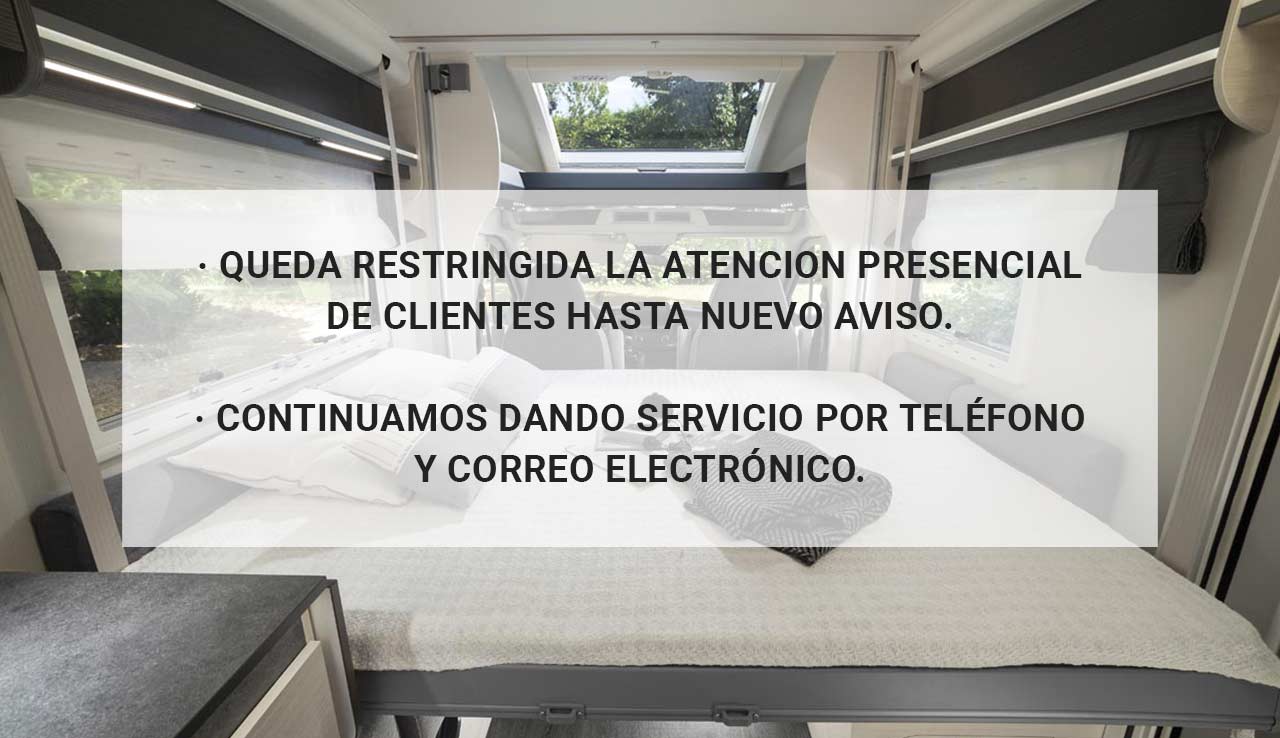 · QUEDA RESTRINGIDA LA ATENCION PRESENCIAL
DE CLIENTES HASTA NUEVO AVISO.
· CONTINUAMOS DANDO SERVICIO POR TELÉFONO
Y CORREO ELECTRÓNICO.